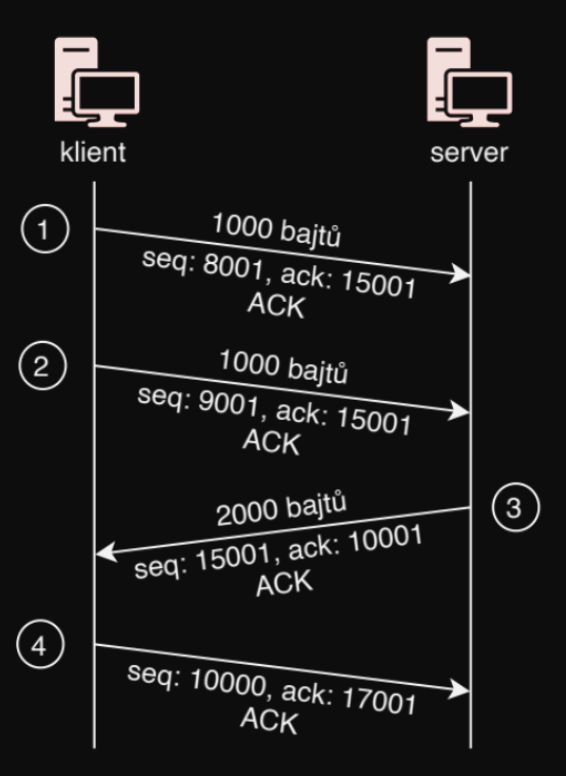 klient
server
1
1000 bajtů
seq: 8001, ack: 15001
ACK
2
1000 bajtů
seq: 9001, ack: 15001
ACK
3
2000 bajtů
seq: 15001, ack: 10001
ACK
4
seq: 10000, ack: 17001
ACK